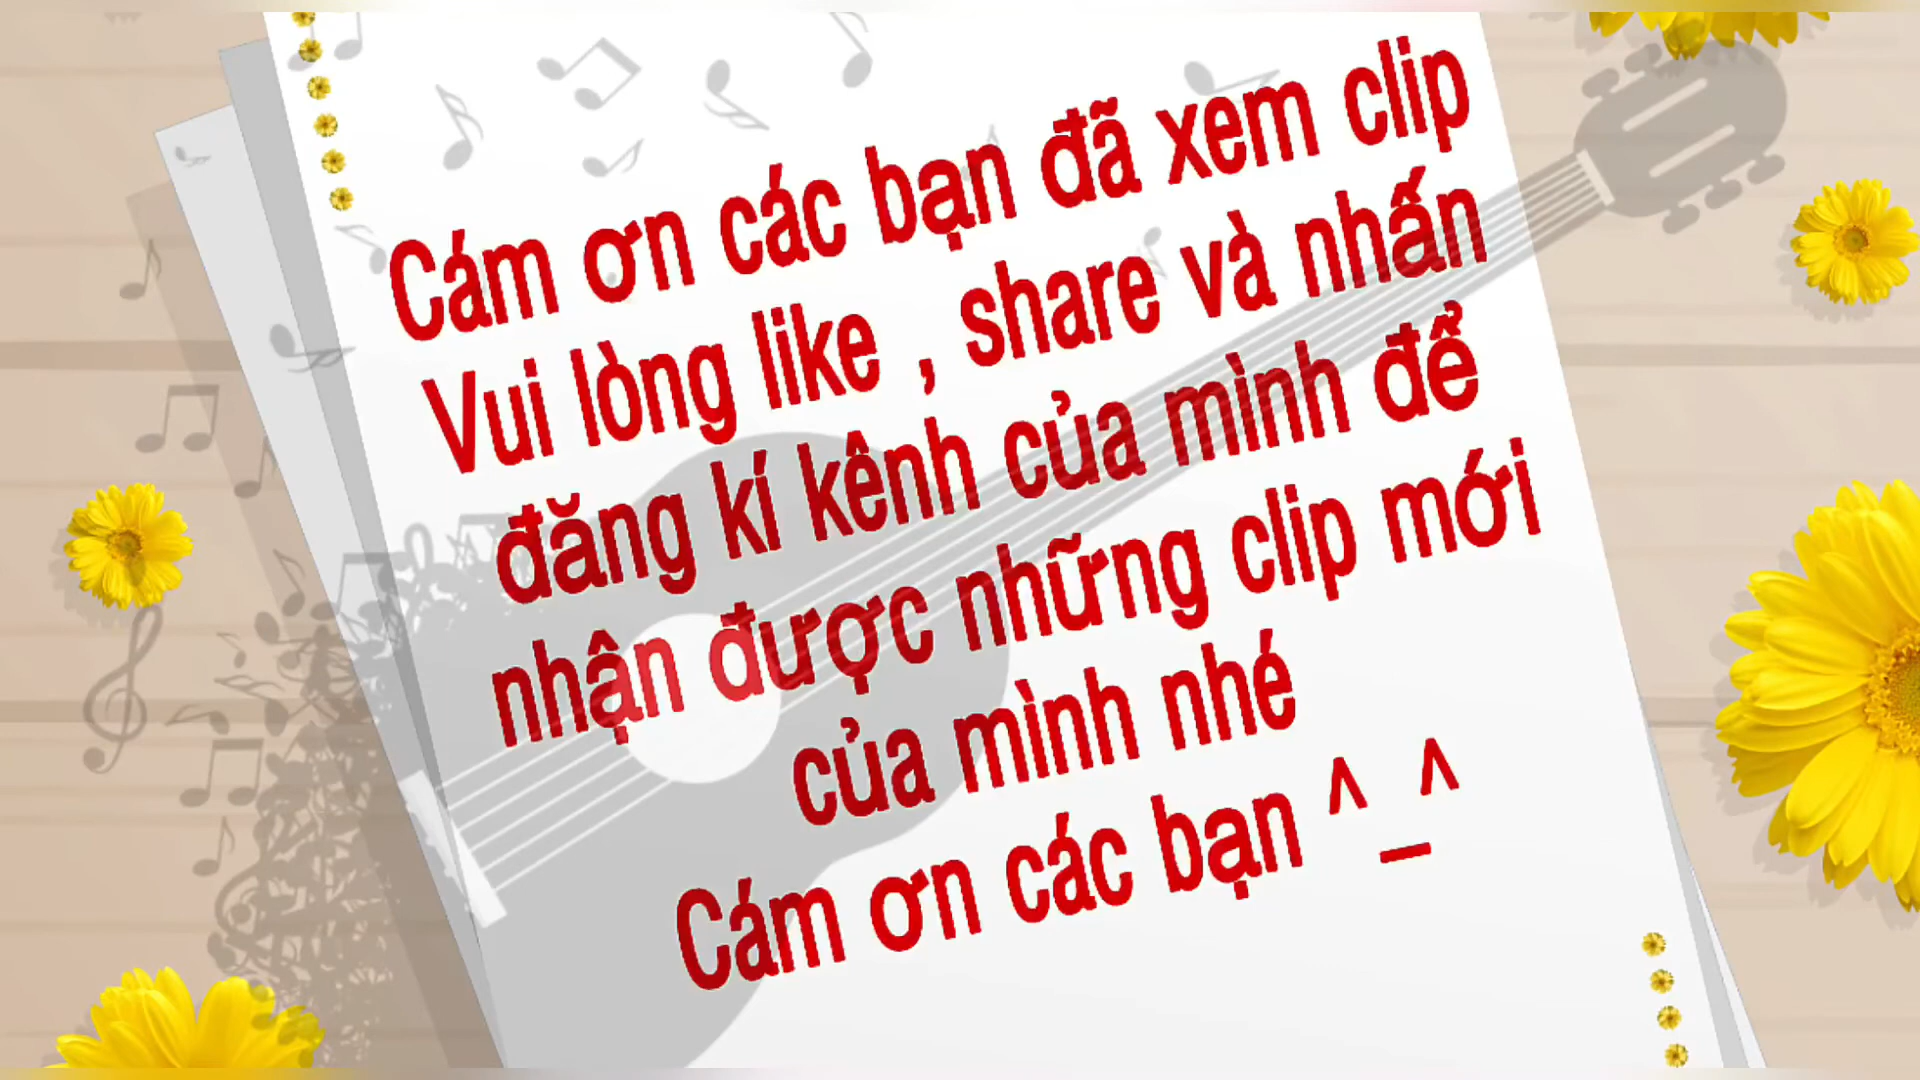 Cám ơn các bạn đã xem clip
Vui lòng like , share và nhấn
đăng kí kênh của mình để
nhận được những clip mới
của mình nhé
Cám ơn các bạn ^_^